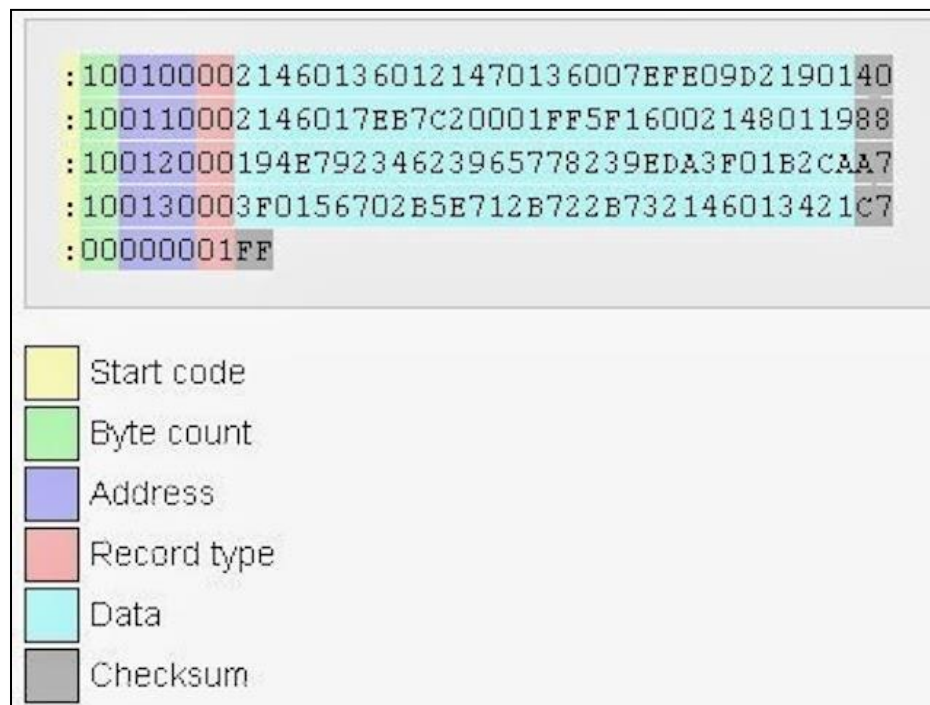 :10010000214601360121470136007EFE09D2190140
:100110002146017EB7C20001FF5F16002148011988
:10012000194E79234623965778239EDA3F01B2CAA7
:100130003F0156702B5E712B722B732146013421C7
:00000001FF
Start code
Byte count
Address
Record type
Data
Checksum